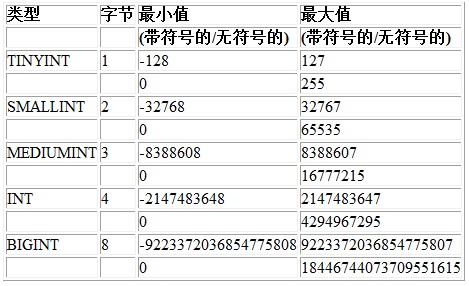 类型 字节 最小值 最大值
(带符号的/无符号的) (带符号的/无符号的)
TINYINT 1 -128 127
0 255
SMALLINT 2 -32768 32767
0 65535
MEDIUMINT 3 -8388608 8388607
0 16777215
INT 4 -2147483648 2147483647
0 4294967295
BIGINT 8 -9223372036854775808 9223372036854775807
0 18446744073709551615